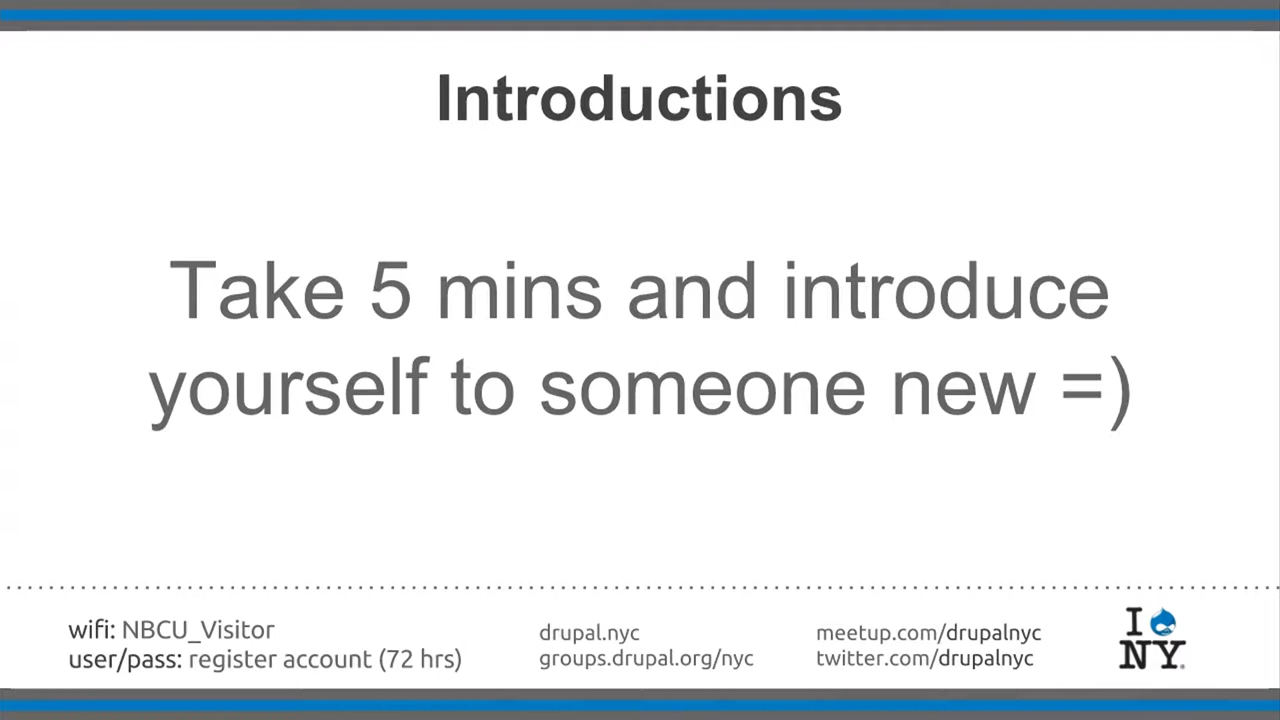 Introductions
Take 5 mins and introduce
yourself to someone new =)
wifi: NBCU_Visitor
user/pass: register account (72 hrs)
drupal.nyc
groups.drupal.org/nyc
meetup.com/drupalnyc
twitter.com/drupalnyc
I
NY.